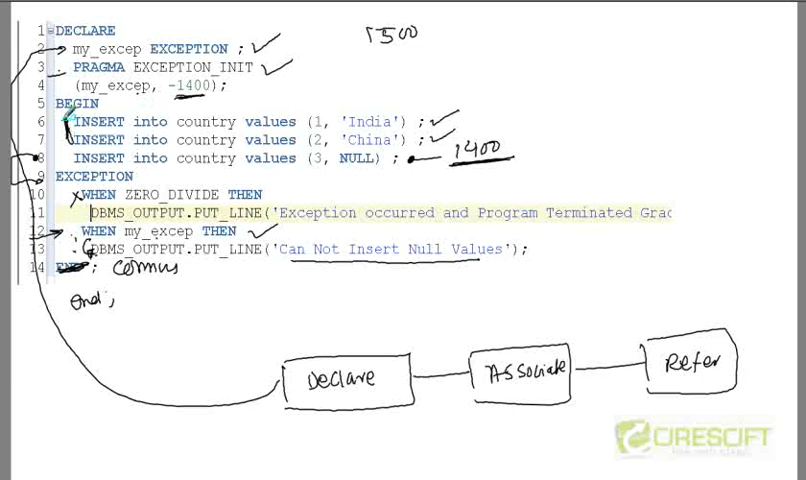 1500
1 DECLARE
2 my_excep EXCEPTION ;
3 PRAGMA EXCEPTION_INIT
4 (my_excep, -1400);
5 BEGIN
6 INSERT into country values (1, 'India') ;
7 INSERT into country values (2, 'China') ;
8 INSERT into country values (3, NULL) ; 1400
9 EXCEPTION
10 WHEN ZERO_DIVIDE THEN
11 DBMS_OUTPUT.PUT_LINE('Exception occurred and Program Terminated Grac
12 WHEN my_excep THEN
13 DBMS_OUTPUT.PUT_LINE('Can Not Insert Null Values');
14 END;
end;
Declare Associate Refer
CIRESCIFT